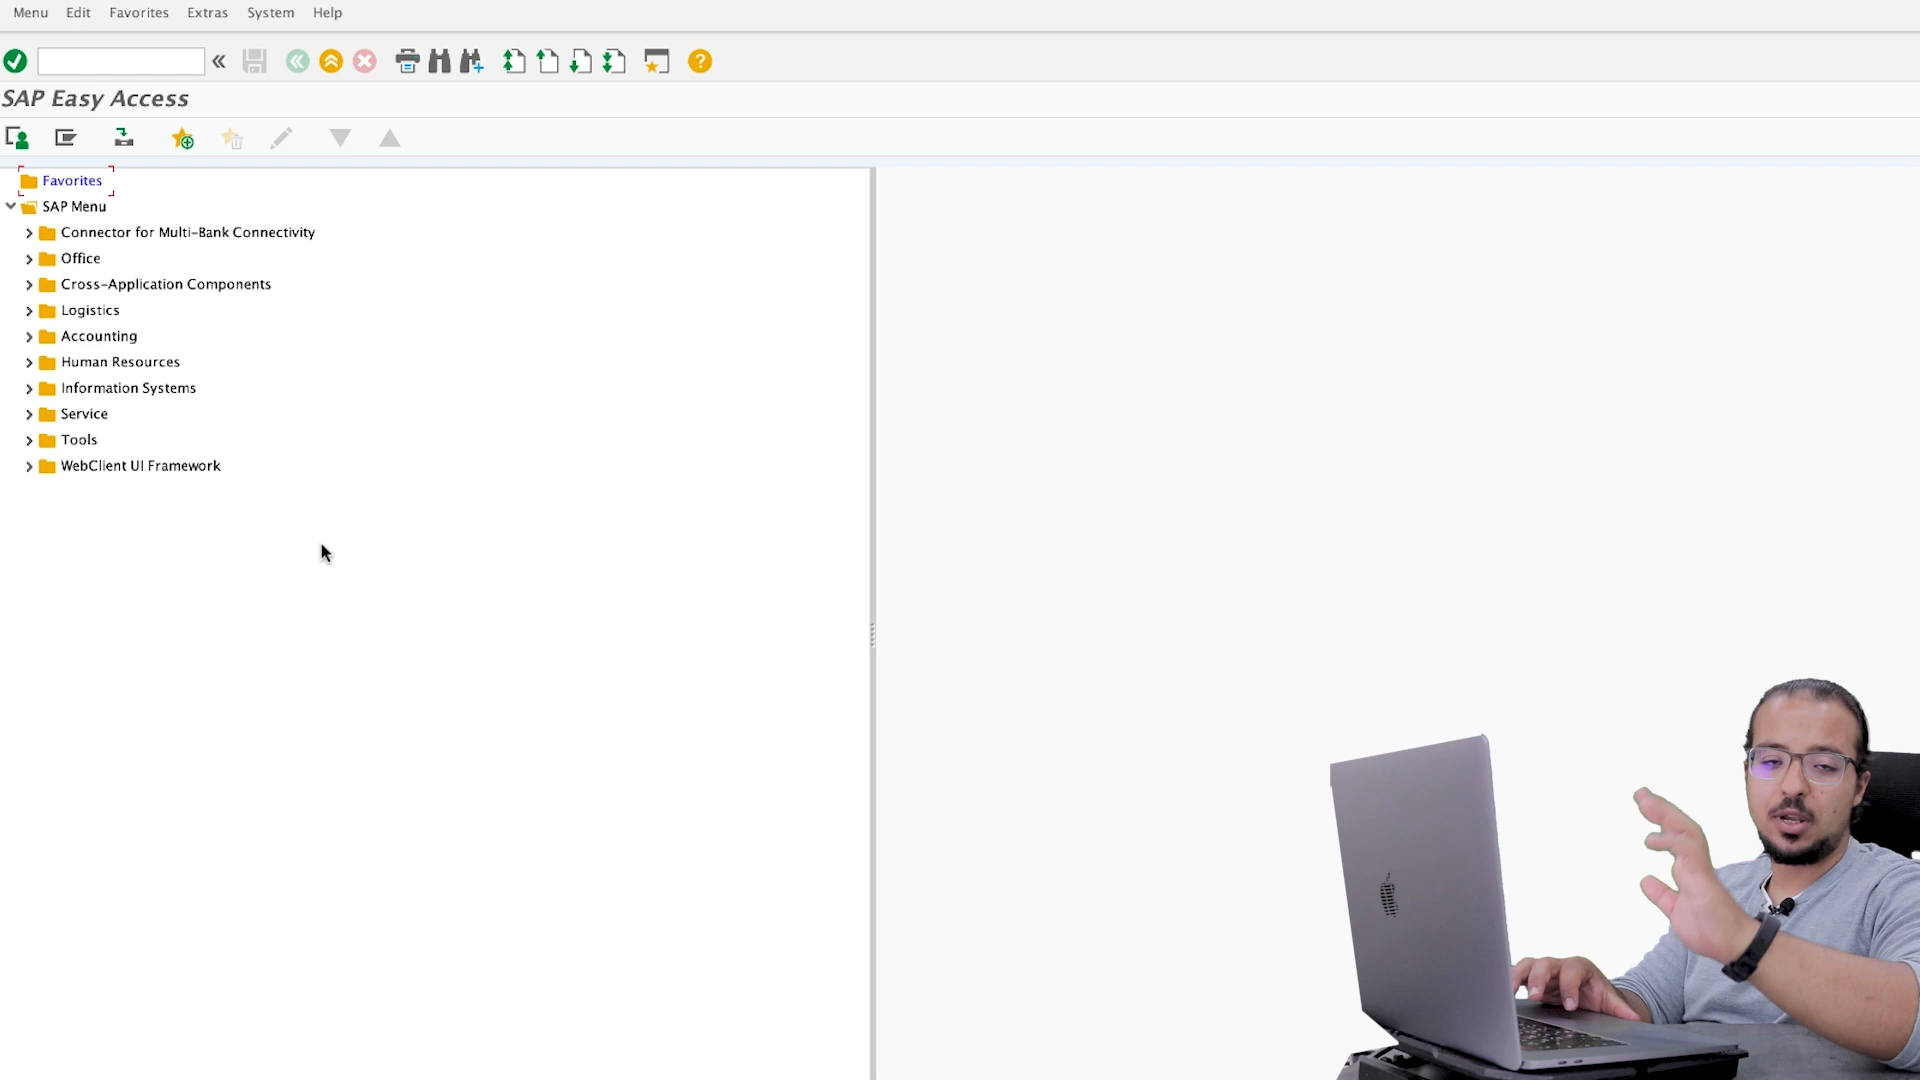 Menu Edit Favorites Extras System Help
SAP Easy Access
Favorites
SAP Menu
Connector for Multi-Bank Connectivity
Office
Cross-Application Components
Logistics
Accounting
Human Resources
Information Systems
Service
Tools
WebClient UI Framework